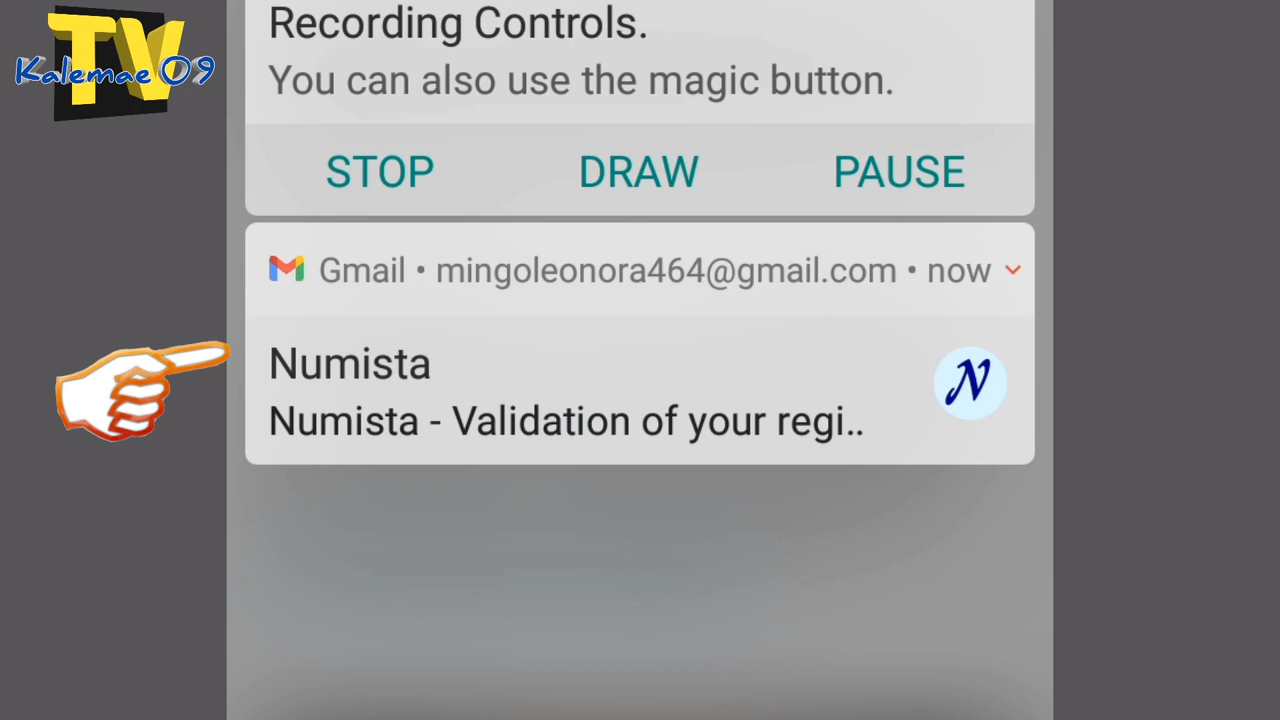 TV
Kalemae 09
Recording Controls.
You can also use the magic button.
STOP DRAW PAUSE
Gmail • mingoleonora464@gmail.com • now
Numista
N
Numista - Validation of your regi..